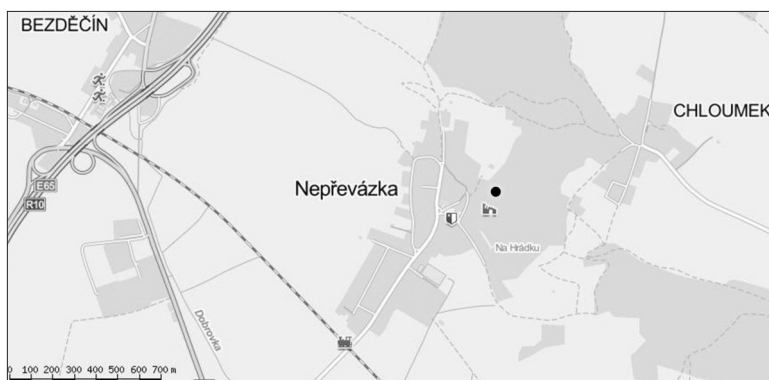 BEZDĚČÍN
CHLOUMEK
Nepřevázka
E65
R10
Na Hrádku
Dobrovka
0 100 200 300 400 500 600 700 m